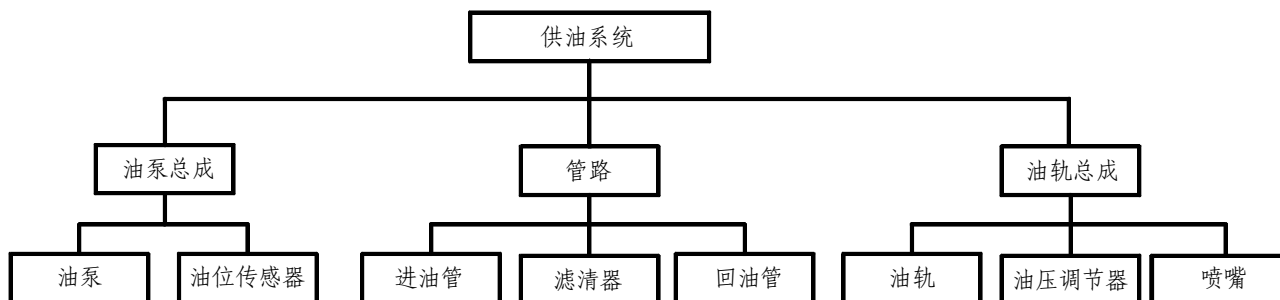 供油系统
油泵总成
管路
油轨总成
油泵
油位传感器
进油管
滤清器
回油管
油轨
油压调节器
喷嘴